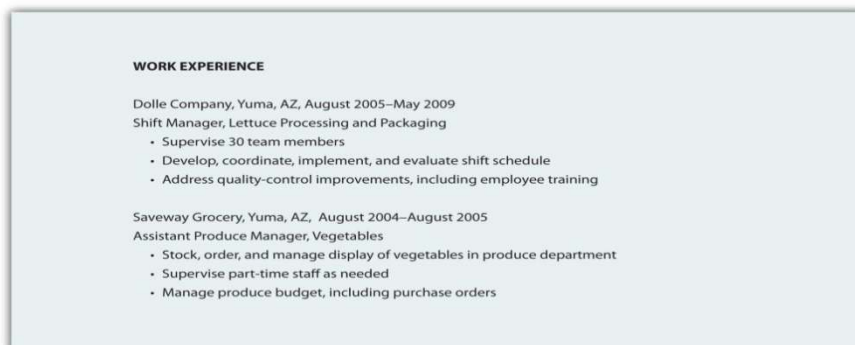 WORK EXPERIENCE
Dolle Company, Yuma, AZ, August 2005–May 2009
Shift Manager, Lettuce Processing and Packaging
• Supervise 30 team members
• Develop, coordinate, implement, and evaluate shift schedule
• Address quality-control improvements, including employee training
Saveway Grocery, Yuma, AZ,  August 2004–August 2005
Assistant Produce Manager, Vegetables
• Stock, order, and manage display of vegetables in produce department
• Supervise part-time staff as needed
• Manage produce budget, including purchase orders